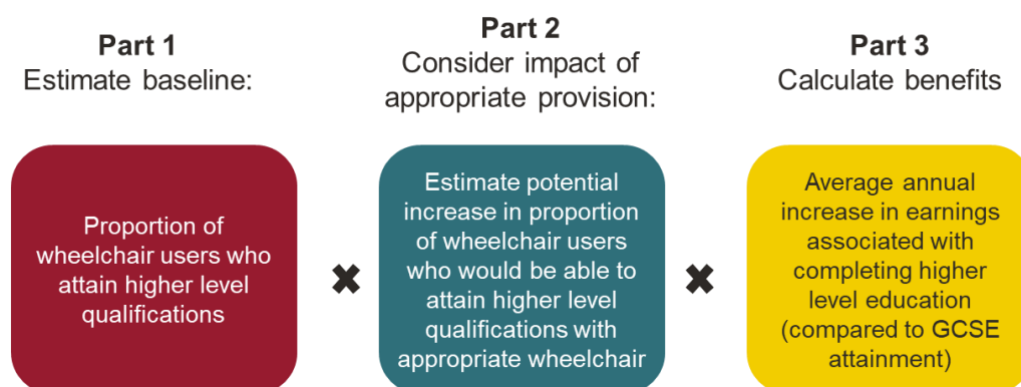 Part 1
Estimate baseline:
Part 2
Consider impact of
appropriate provision:
Part 3
Calculate benefits
Proportion of
wheelchair users who
attain higher level
qualifications
✖
Estimate potential
increase in proportion
of wheelchair users
who would be able to
attain higher level
qualifications with
appropriate wheelchair
✖
Average annual
increase in earnings
associated with
completing higher
level education
(compared to GCSE
attainment)